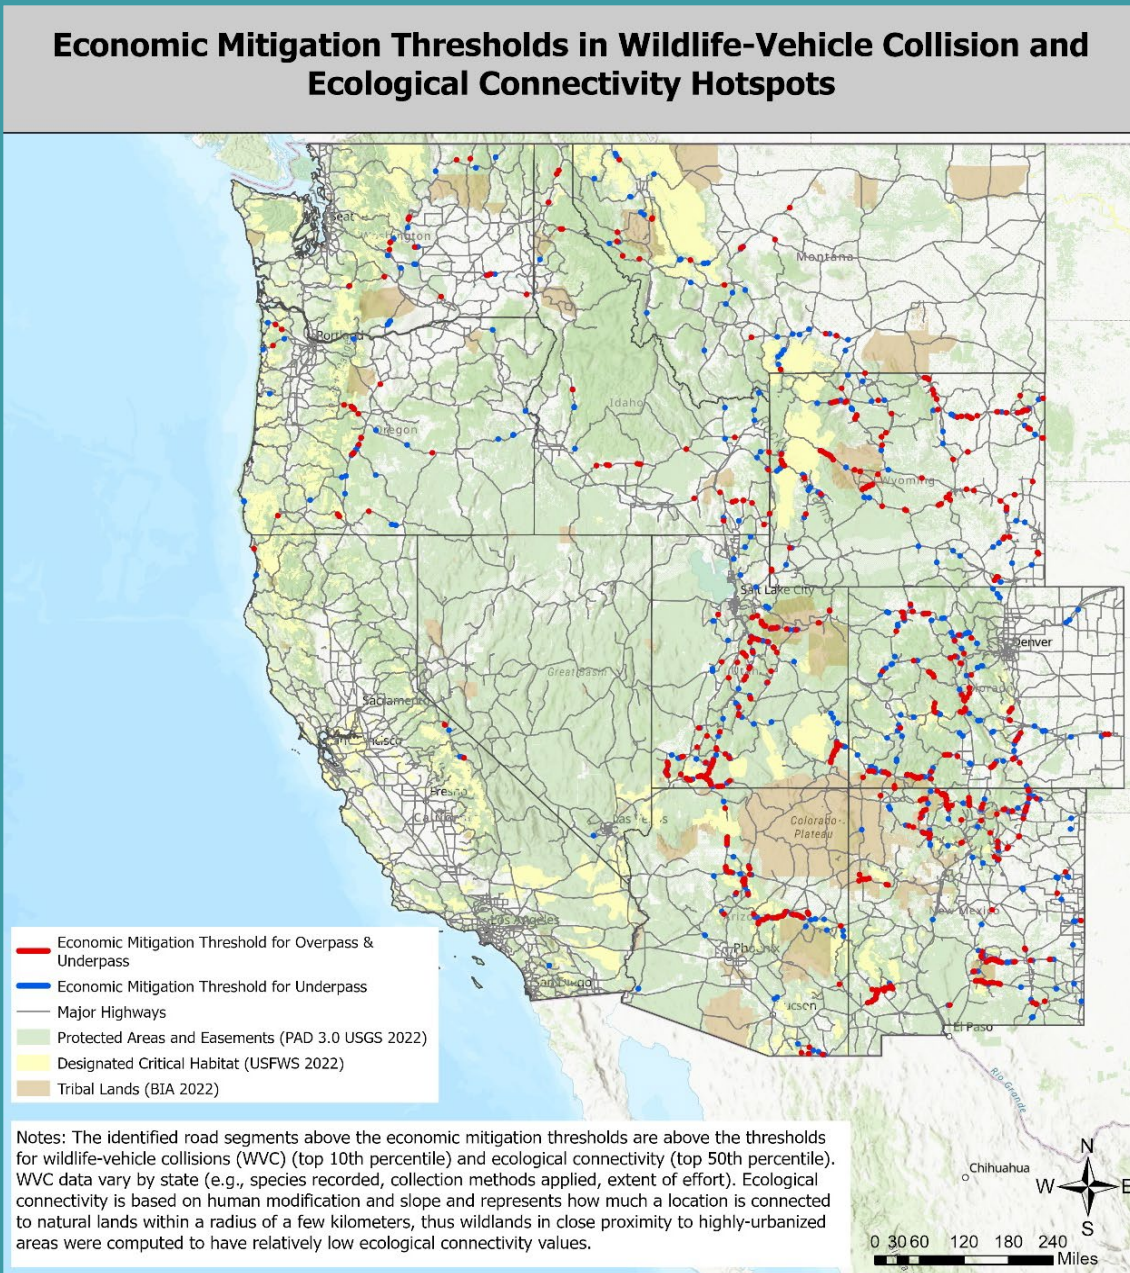 Economic Mitigation Thresholds in Wildlife-Vehicle Collision and
Ecological Connectivity Hotspots
Montana
Idaho
Oregon
Wyoming
Salt Lake City
Denver
Great Basin
Sacramento
Fresno
Colorado
Plateau
Los Angeles
New Mexico
Phoenix
San Diego
El Paso
Rio Grande
Chihuahua
Economic Mitigation Threshold for Overpass &
Underpass
Economic Mitigation Threshold for Underpass
Major Highways
Protected Areas and Easements (PAD 3.0 USGS 2022)
Designated Critical Habitat (USFWS 2022)
Tribal Lands (BIA 2022)
Notes: The identified road segments above the economic mitigation thresholds are above the thresholds
for wildlife-vehicle collisions (WVC) (top 10th percentile) and ecological connectivity (top 50th percentile).
WVC data vary by state (e.g., species recorded, collection methods applied, extent of effort). Ecological
connectivity is based on human modification and slope and represents how much a location is connected
to natural lands within a radius of a few kilometers, thus wildlands in close proximity to highly-urbanized
areas were computed to have relatively low ecological connectivity values.
N
W E
S
0 30 60 120 180 240
Miles